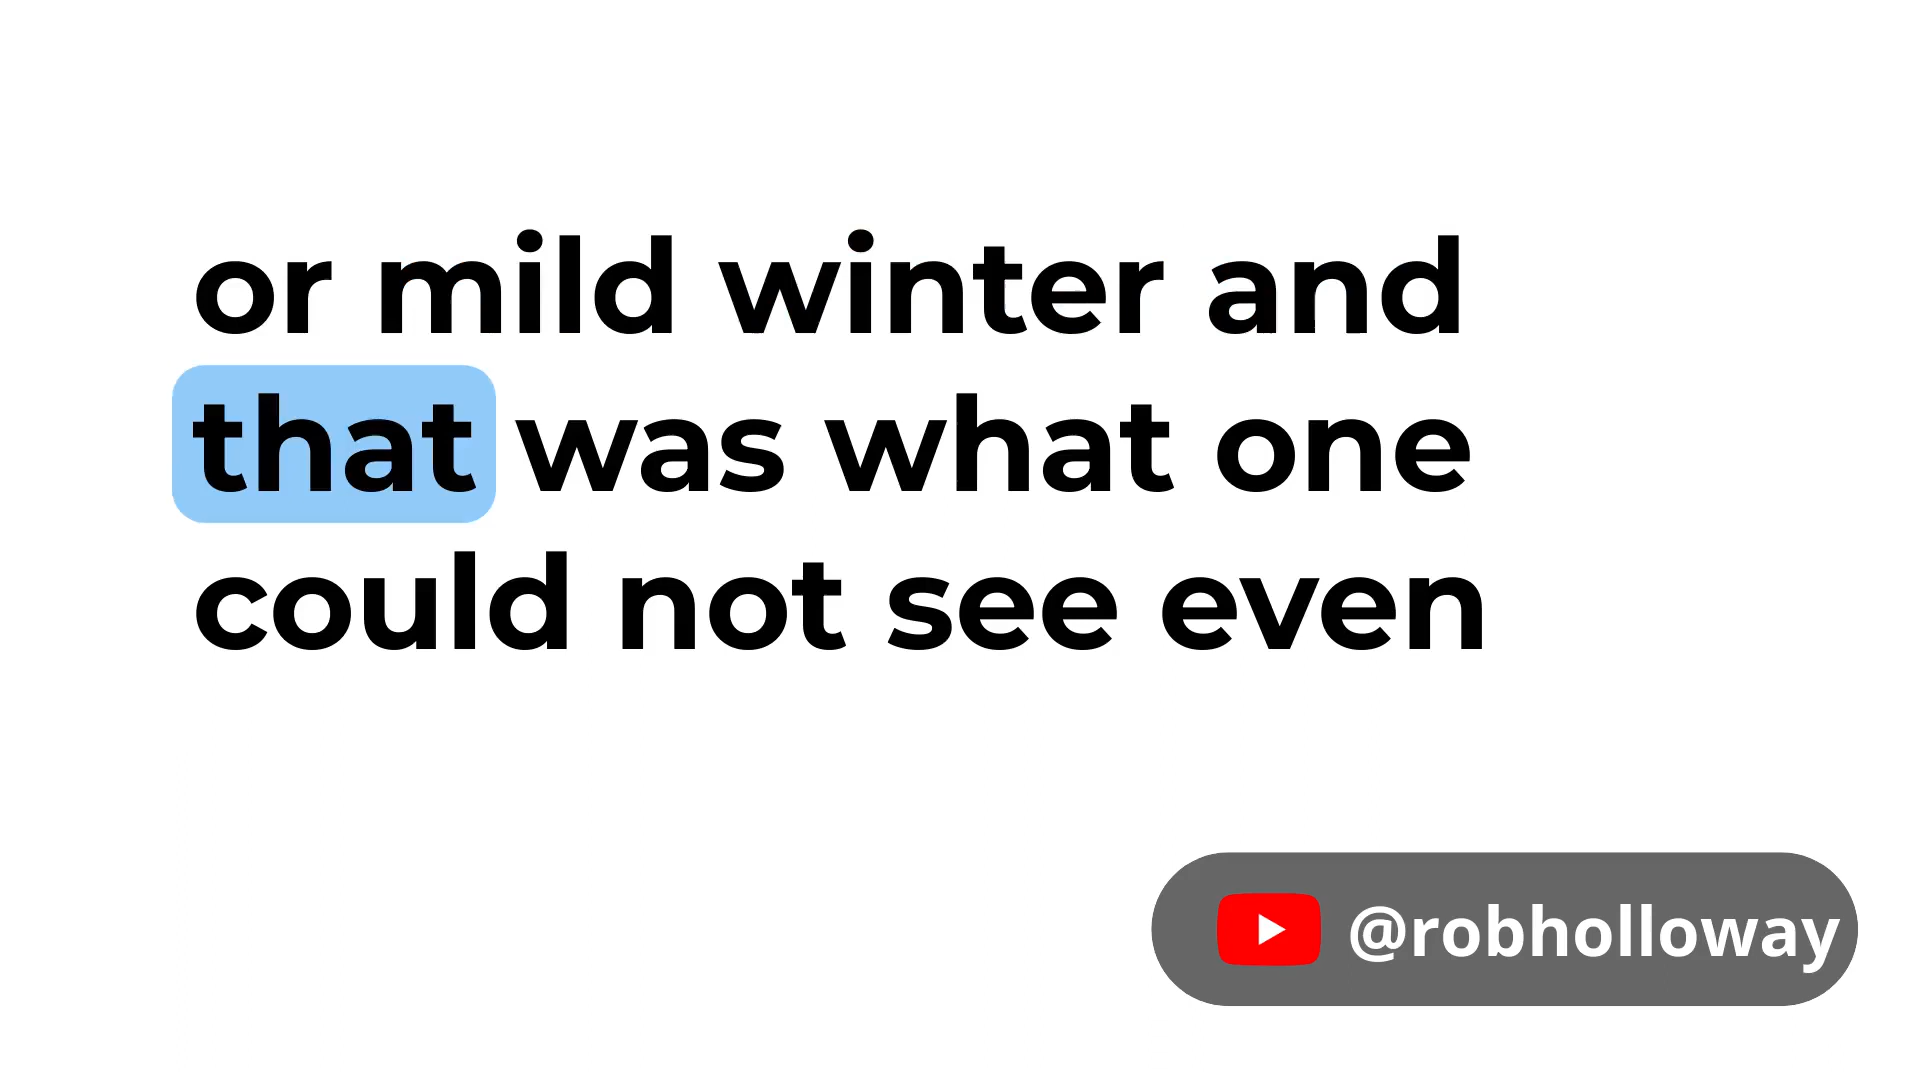 or mild winter and
that was what one
could not see even
@robholloway